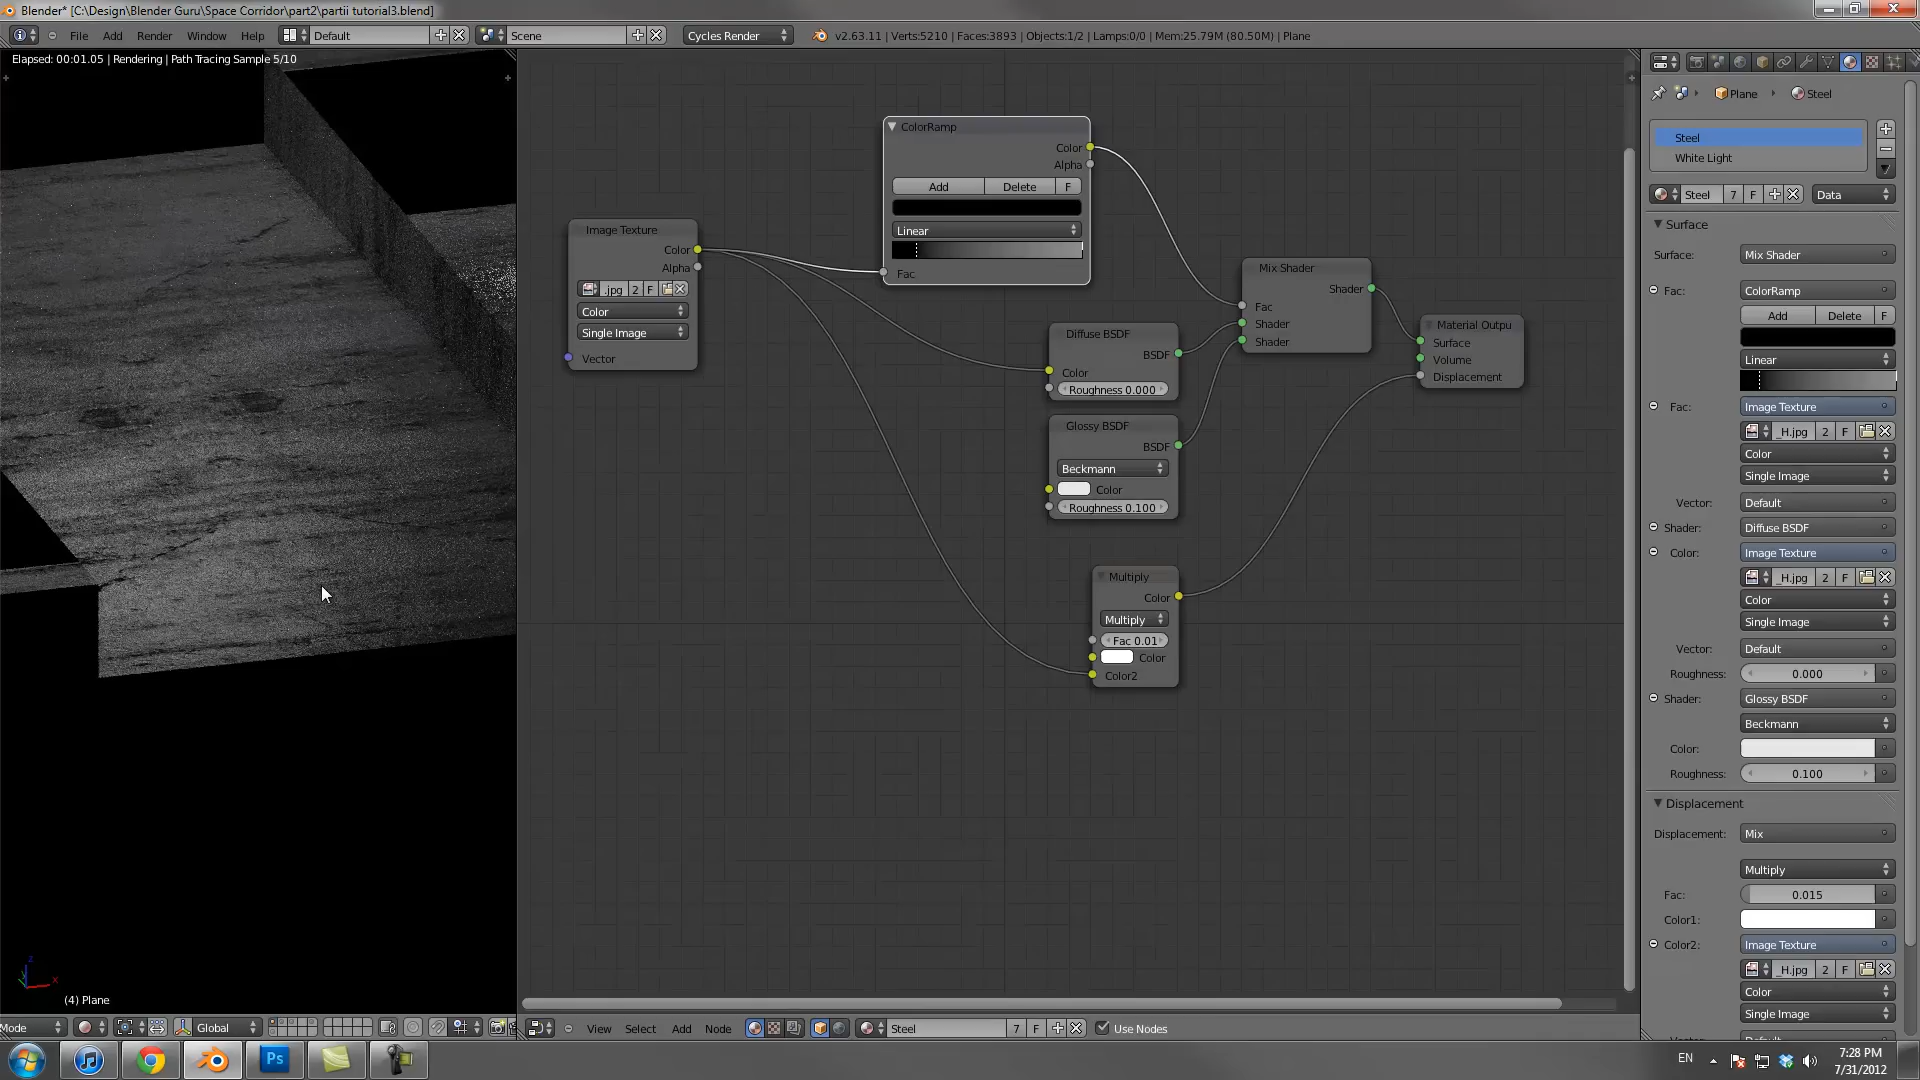 Blender* [C:\Design\Blender Guru\Space Corridor\part2\partii tutorial3.blend]
File Add Render Window Help Default Scene Cycles Render v2.63.11 | Verts:5210 | Faces:3893 | Objects:1/2 | Lamps:0/0 | Mem:25.79M (80.50M) | Plane
Elapsed: 00:01.05 | Rendering | Path Tracing Sample 5/10
(4) Plane
Mode Global
Image Texture
Color
Alpha
.jpg 2 F
Color
Single Image
Vector
ColorRamp
Color
Alpha
Add Delete F
Linear
Fac
Diffuse BSDF
BSDF
Color
Roughness 0.000
Glossy BSDF
BSDF
Beckmann
Color
Roughness 0.100
Multiply
Color
Multiply
Fac 0.01
Color
Color2
Mix Shader
Shader
Fac
Shader
Shader
Material Outpu
Surface
Volume
Displacement
View Select Add Node Steel 7 F Use Nodes
Plane Steel
Steel
White Light
Steel 7 F Data
Surface
Surface: Mix Shader
Fac: ColorRamp
Add Delete F
Linear
Fac: Image Texture
_H.jpg 2 F
Color
Single Image
Vector: Default
Shader: Diffuse BSDF
Color: Image Texture
_H.jpg 2 F
Color
Single Image
Vector: Default
Roughness: 0.000
Shader: Glossy BSDF
Beckmann
Color:
Roughness: 0.100
Displacement
Displacement: Mix
Multiply
Fac: 0.015
Color1:
Color2: Image Texture
_H.jpg 2 F
Color
Single Image
Ps
EN
7:28 PM
7/31/2012